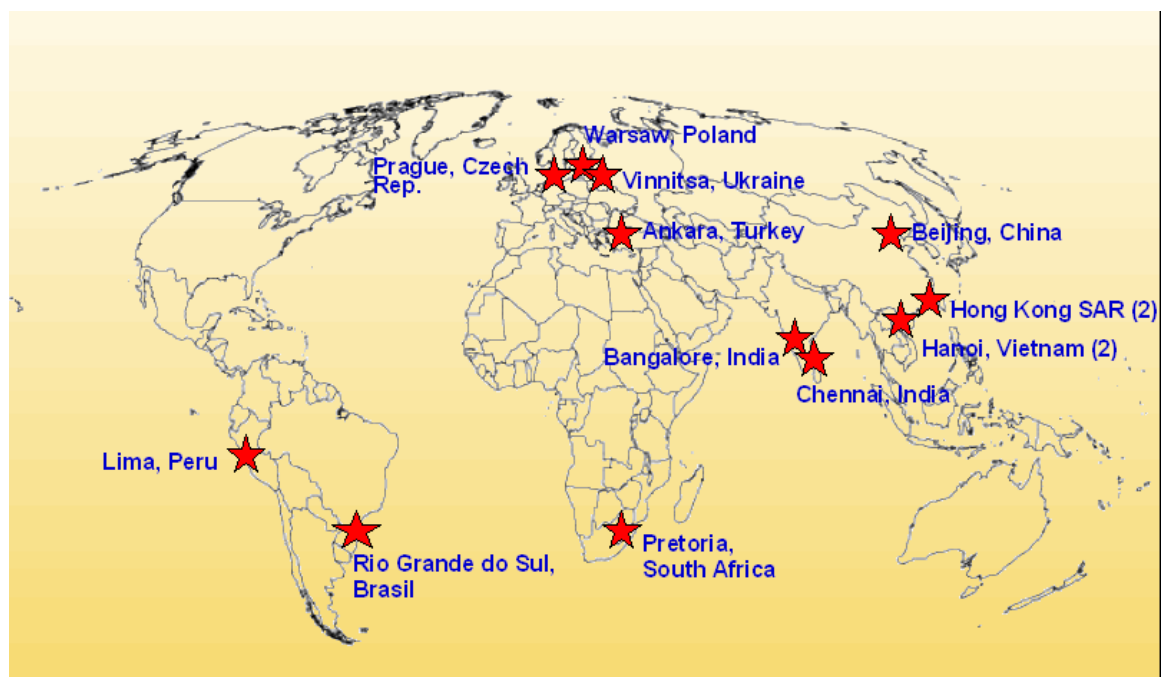 Warsaw, Poland
Prague, Czech
Rep.
Vinnitsa, Ukraine
Ankara, Turkey
Beijing, China
Hong Kong SAR (2)
Hanoi, Vietnam (2)
Bangalore, India
Chennai, India
Lima, Peru
Rio Grande do Sul,
Brasil
Pretoria,
South Africa